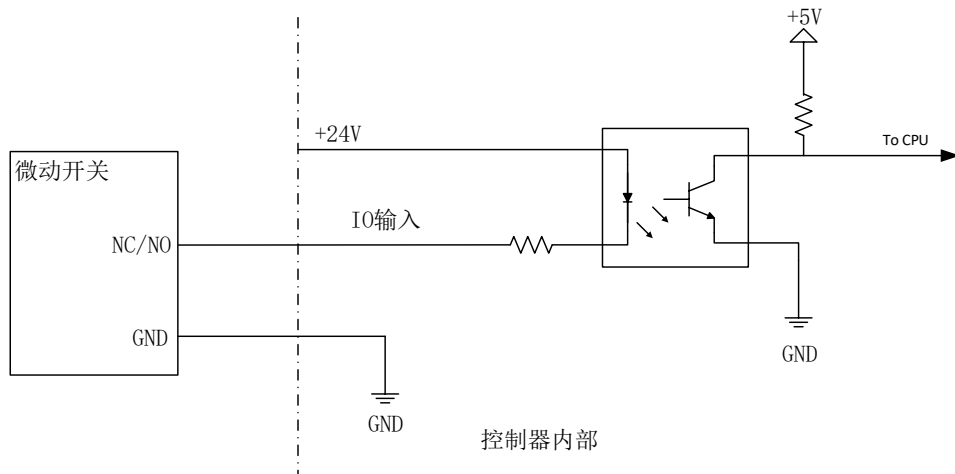 +5V
+24V
To CPU
微动开关
IO输入
NC/NO
GND
GND
GND
控制器内部